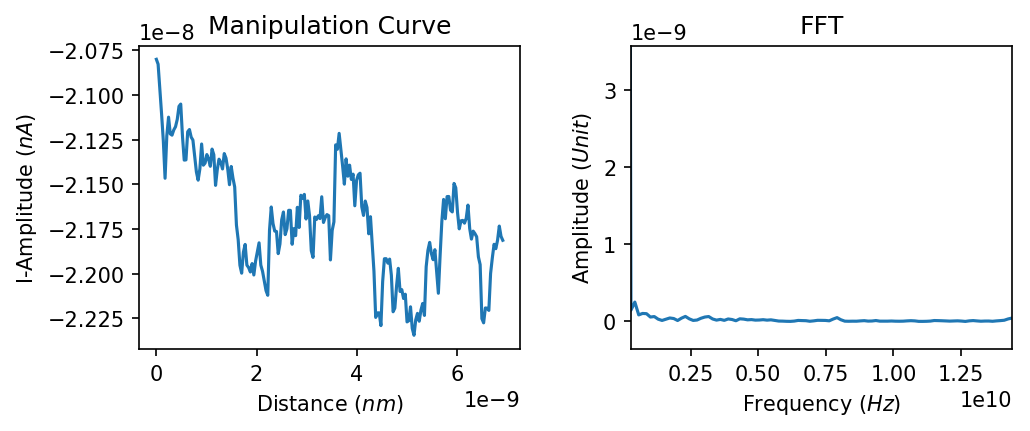 Manipulation Curve
1e−8
−2.075
−2.100
−2.125
−2.150
−2.175
−2.200
−2.225
I-Amplitude (nA)
0
2
4
6
1e−9
Distance (nm)
FFT
1e−9
3
2
1
0
Amplitude (Unit)
0.25
0.50
0.75
1.00
1.25
1e10
Frequency (Hz)